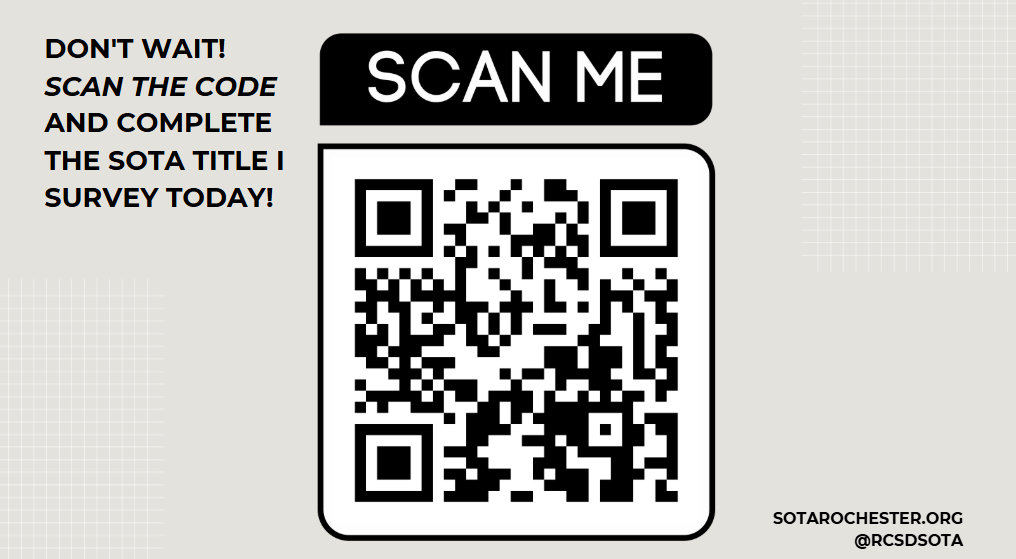 DON'T WAIT!
SCAN THE CODE
AND COMPLETE
THE SOTA TITLE I
SURVEY TODAY!
SCAN ME
SOTAROCHESTER.ORG
@RCSDSOTA